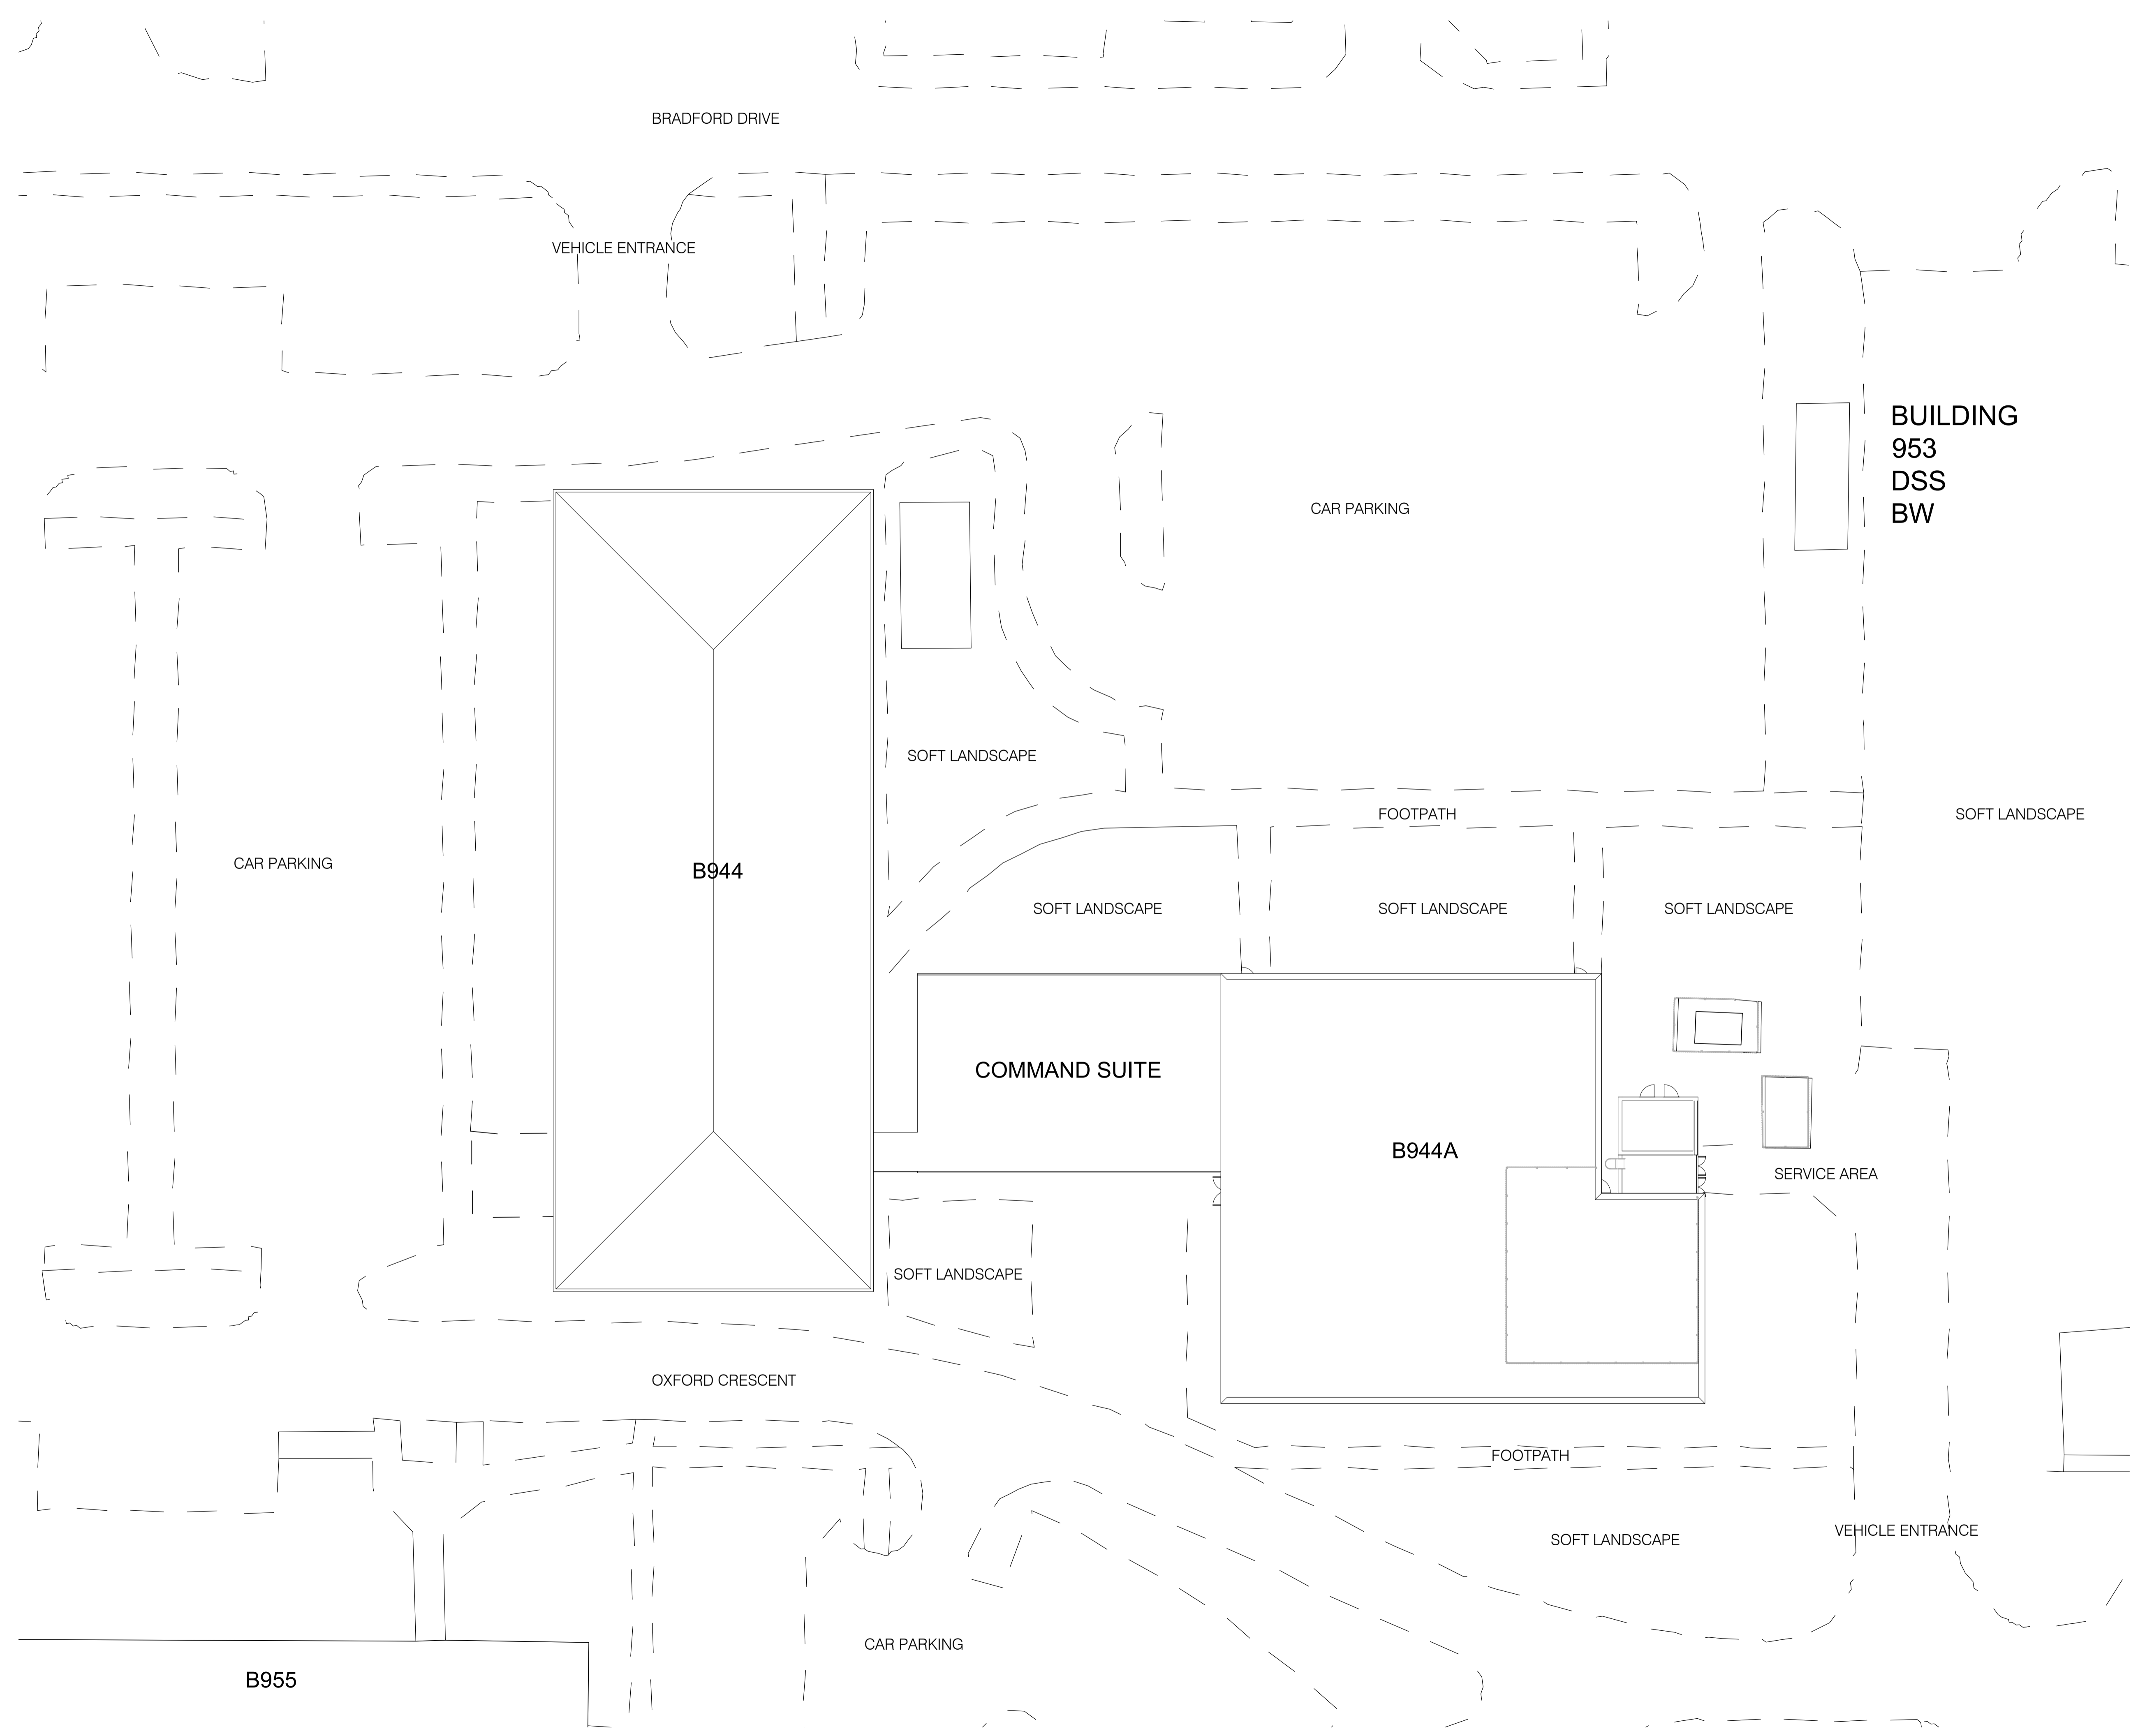 BRADFORD DRIVE
VEHICLE ENTRANCE
BUILDING
953
DSS
BW
CAR PARKING
SOFT LANDSCAPE
FOOTPATH
SOFT LANDSCAPE
CAR PARKING
B944
SOFT LANDSCAPE
SOFT LANDSCAPE
SOFT LANDSCAPE
COMMAND SUITE
B944A
SERVICE AREA
SOFT LANDSCAPE
OXFORD CRESCENT
FOOTPATH
VEHICLE ENTRANCE
SOFT LANDSCAPE
CAR PARKING
B955